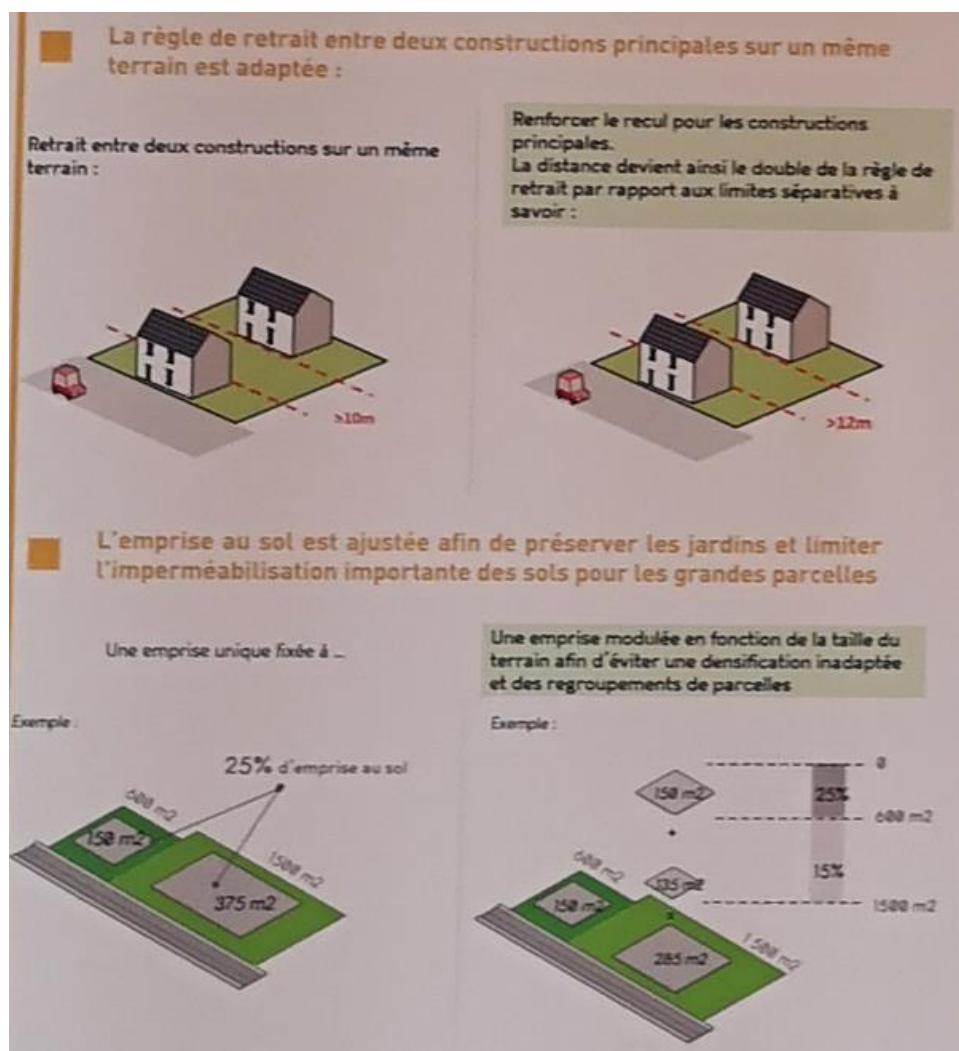 La règle de retrait entre deux constructions principales sur un même
terrain est adaptée :
Retrait entre deux constructions sur un même
terrain :
>10m
Renforcer le recul pour les constructions
principales.
La distance devient ainsi le double de la règle de
retrait par rapport aux limites séparatives à
savoir :
>12m
L'emprise au sol est ajustée afin de préserver les jardins et limiter
l'imperméabilisation importante des sols pour les grandes parcelles
Une emprise unique fixée à ...
Exemple :
25% d'emprise au sol
600 m2
150 m2
1500 m2
375 m2
Une emprise modulée en fonction de la taille du
terrain afin d'éviter une densification inadaptée
et des regroupements de parcelles
Exemple :
0
150 m2
25%
600 m2
+
15%
135 m2
1500 m2
=
600 m2
150 m2
1 500 m2
285 m2